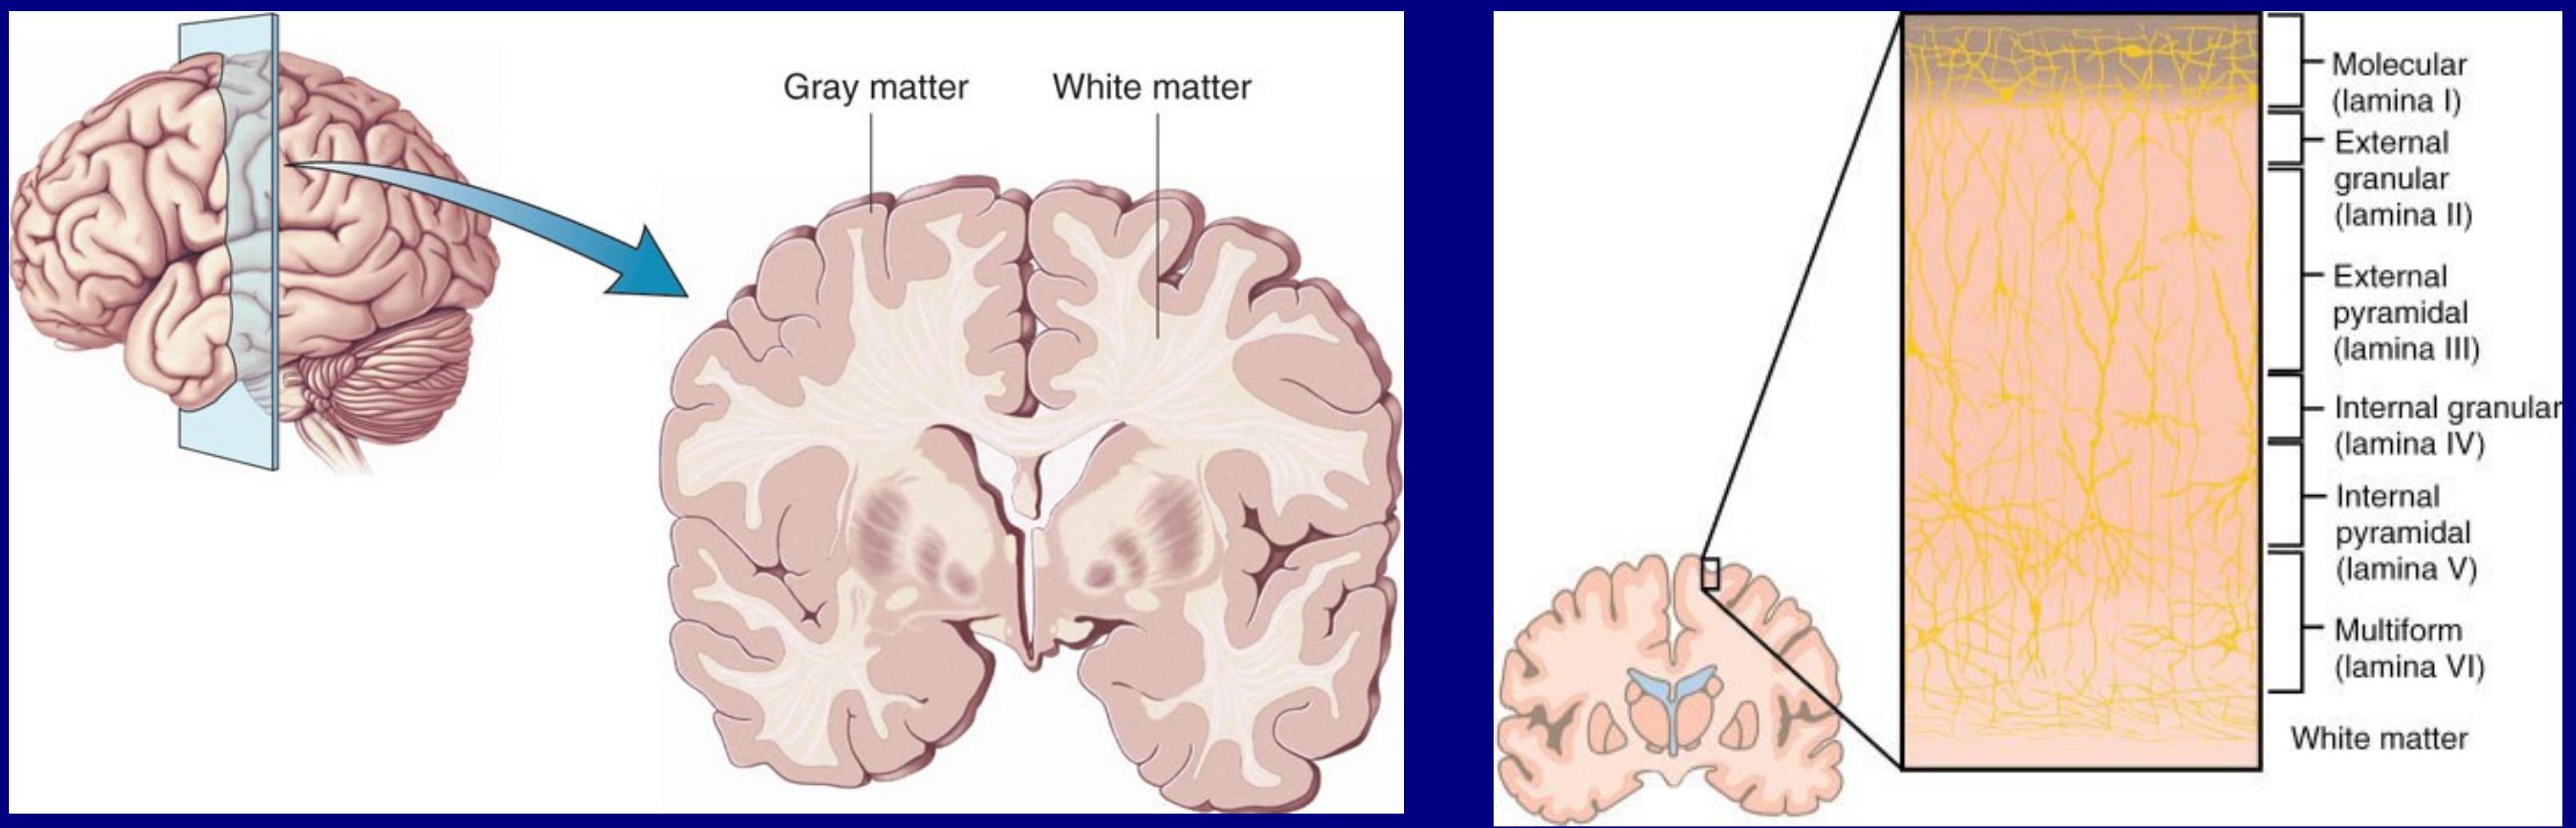 Gray matter
White matter
Molecular
(lamina I)
External
granular
(lamina II)
External
pyramidal
(lamina III)
Internal granular
(lamina IV)
Internal
pyramidal
(lamina V)
Multiform
(lamina VI)
White matter